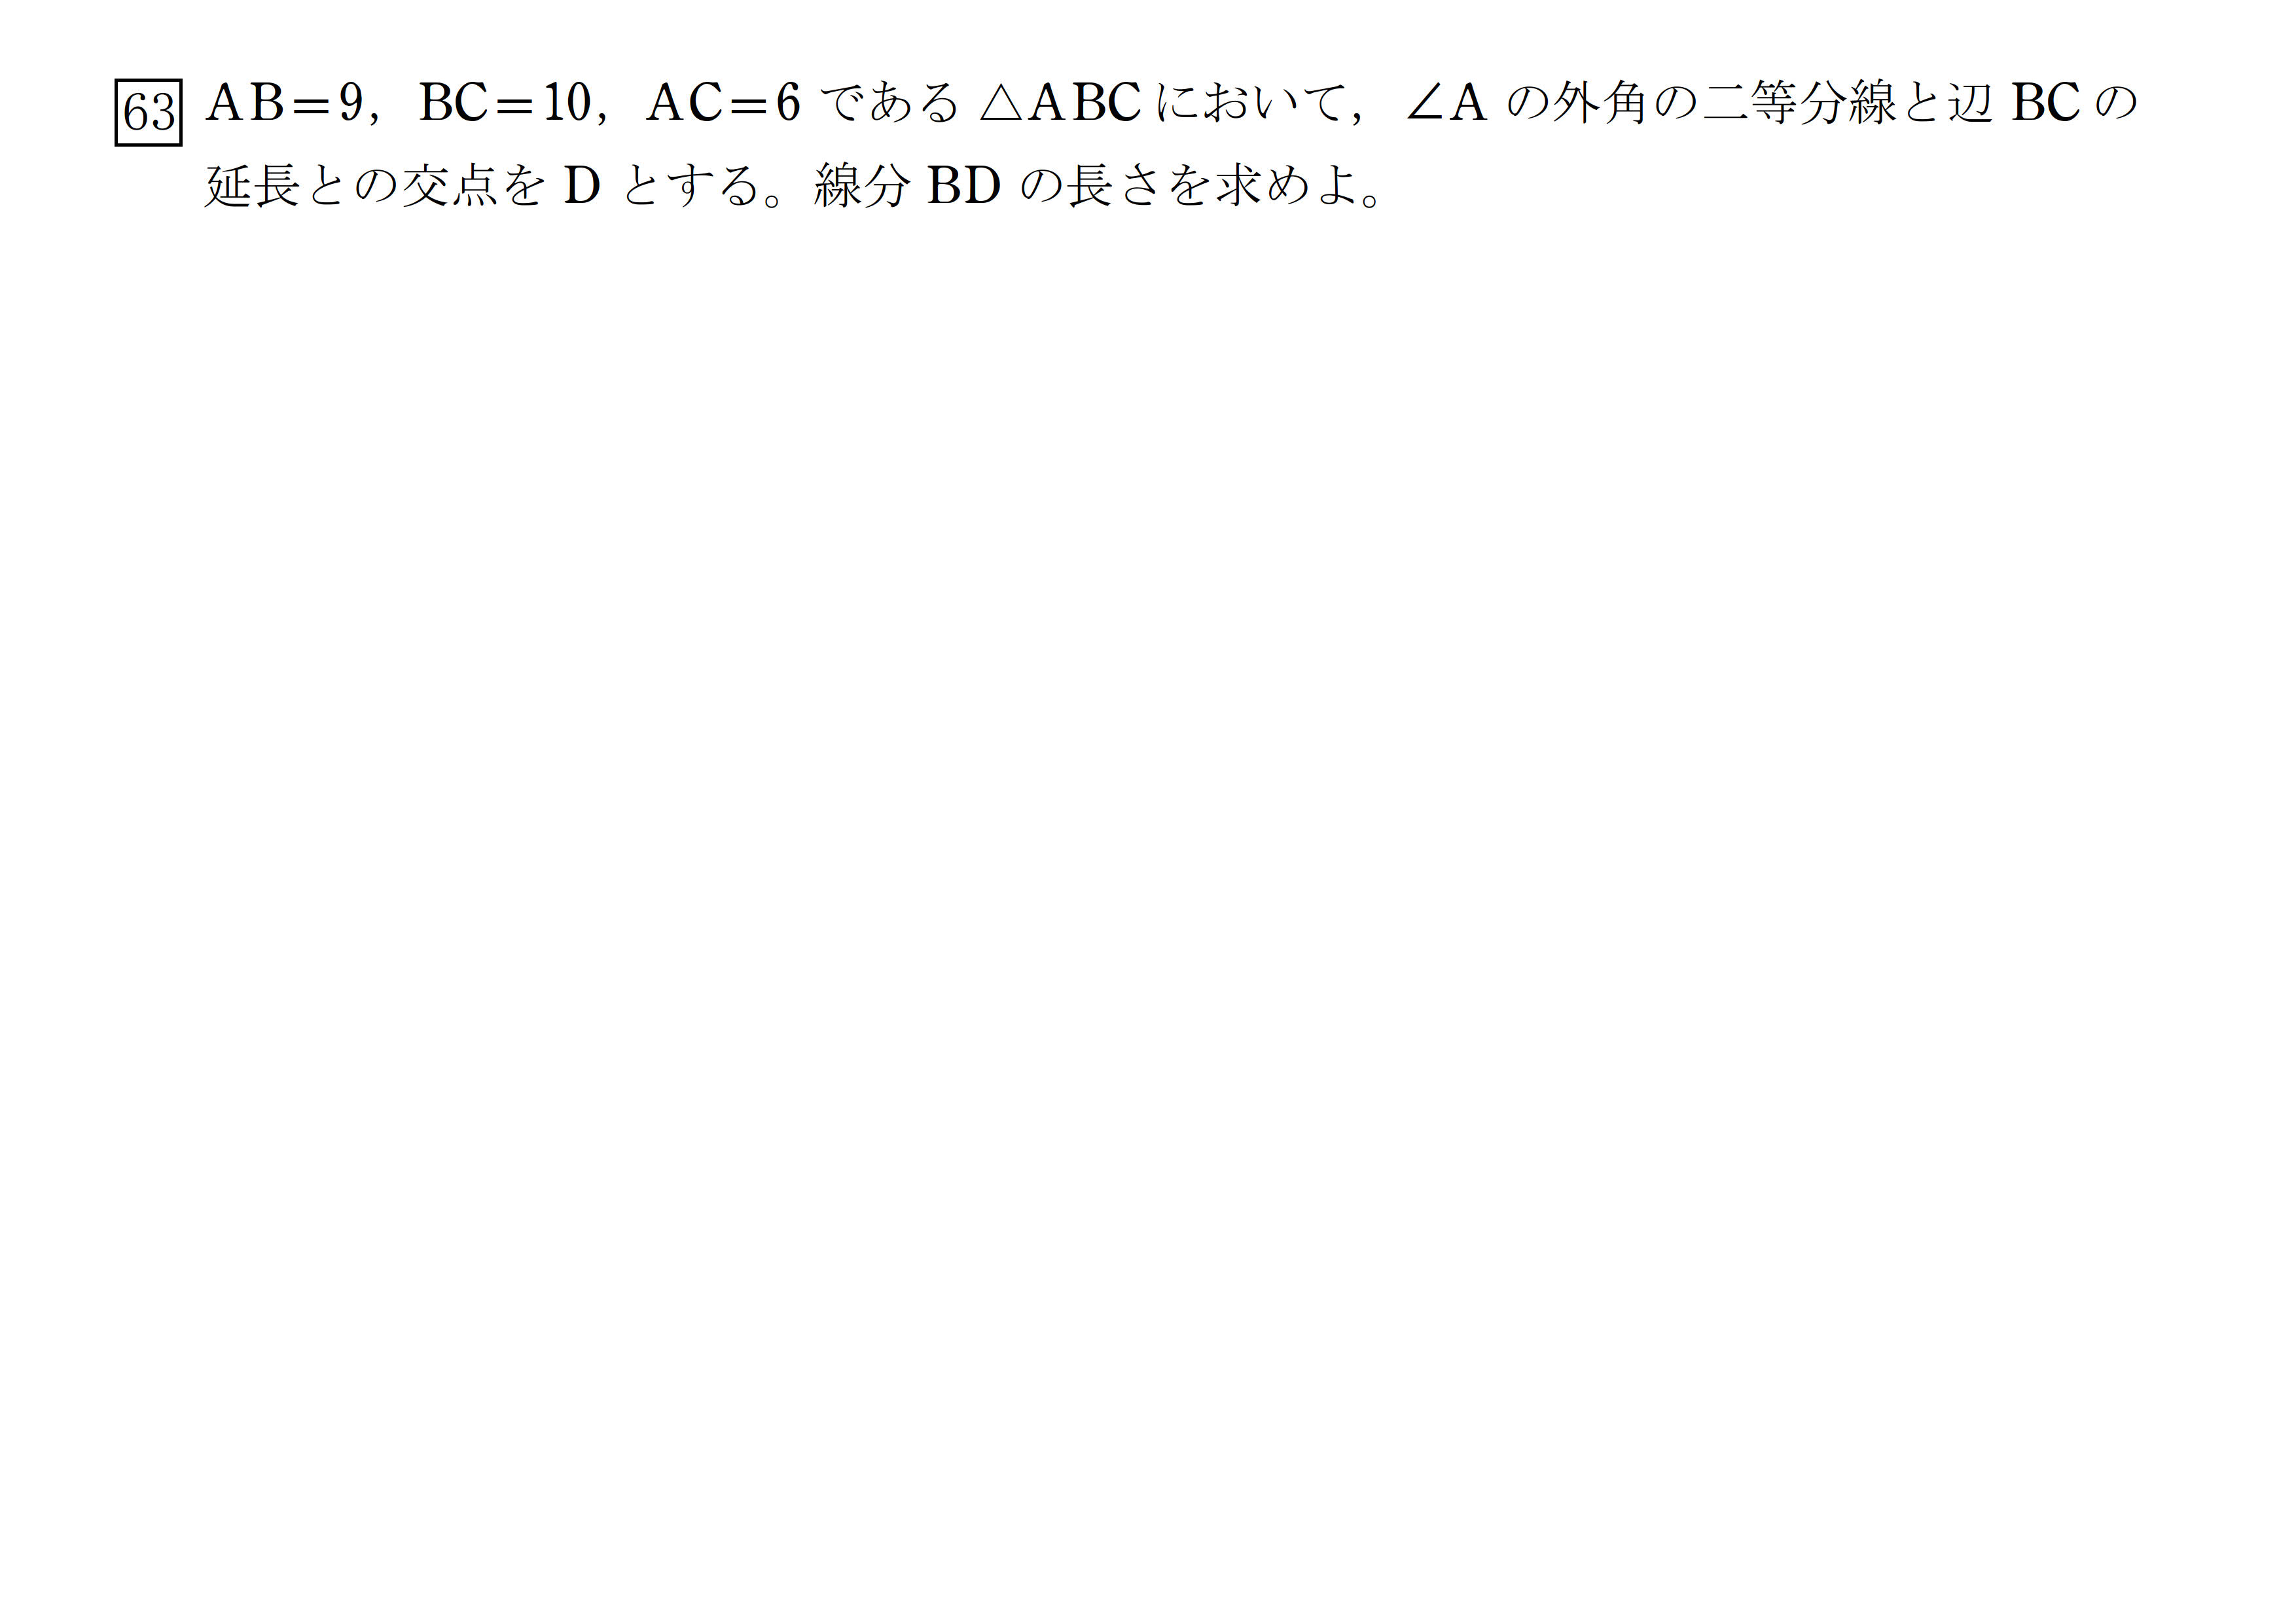 63 AB=9, BC=10, AC=6 である △ABC において, ∠A の外角の二等分線と辺 BC の
延長との交点を D とする。線分 BD の長さを求めよ。